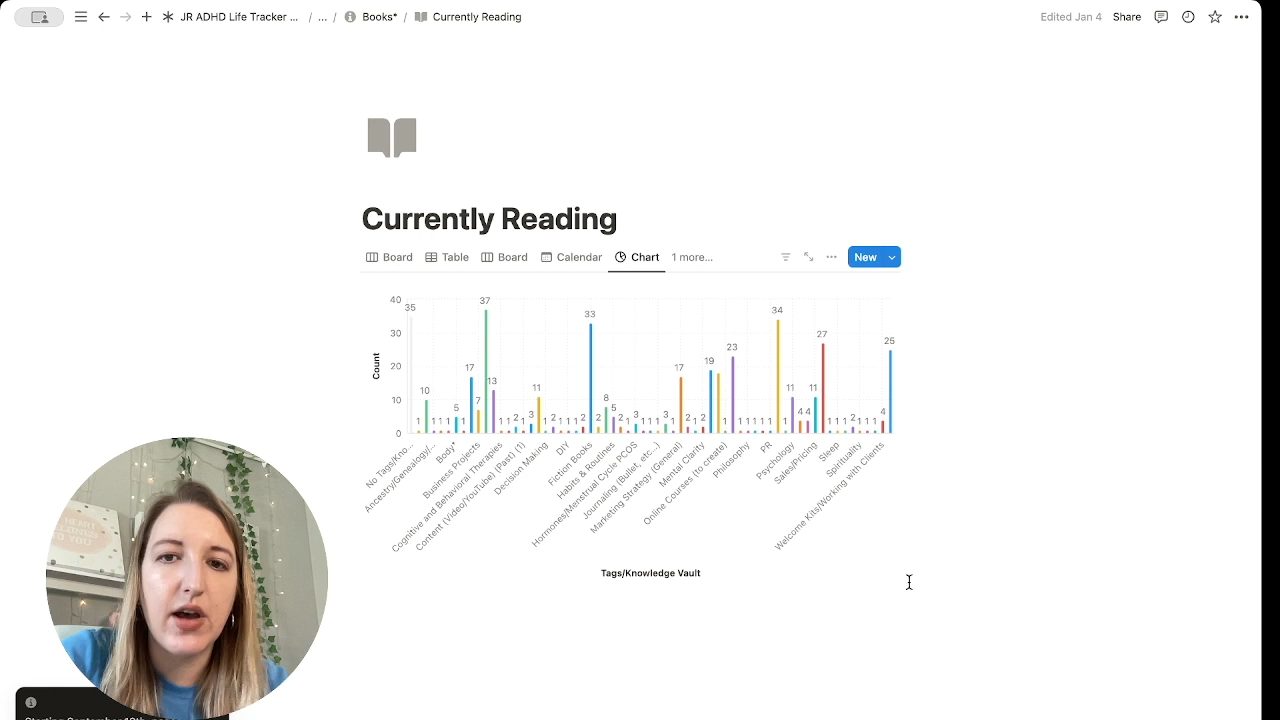 JR ADHD Life Tracker ... / ... / Books* / Currently Reading
Edited Jan 4 Share
Currently Reading
Board Table Board Calendar Chart 1 more... New
Count
40
30
20
10
0
35 1 10 1 1 1 5 1 17 7 37 13 1 1 2 1 3 11 1 2 1 1 2 33 2 8 5 2 1 3 1 1 1 3 1 17 2 1 2 19 1 23 1 1 1 1 1 34 1 11 4 4 11 27 1 1 1 2 1 1 1 4 25
No Tags/Kno...
Ancestry/Genealogy/...
Body*
Business Projects
Cognitive and Behavioral Therapies
Content (Video/YouTube) (Past) (1)
Decision Making
DIY
Fiction Books
Habits & Routines
Hormones/Menstrual Cycle PCOS
Journaling (Bullet, etc...)
Marketing Strategy (General)
Mental Clarity
Online Courses (to create)
Philosophy
PR
Psychology
Sales/Pricing
Sleep
Spirituality
Welcome Kits/Working with Clients
Tags/Knowledge Vault